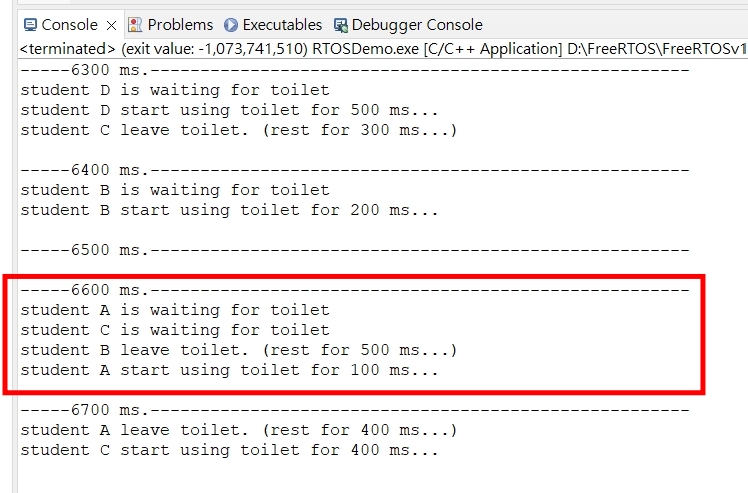 Console Problems Executables Debugger Console
<terminated> (exit value: -1,073,741,510) RTOSDemo.exe [C/C++ Application] D:\FreeRTOS\FreeRTOSv1
-----6300 ms.------------------------------------------------------
student D is waiting for toilet
student D start using toilet for 500 ms...
student C leave toilet. (rest for 300 ms...)
-----6400 ms.------------------------------------------------------
student B is waiting for toilet
student B start using toilet for 200 ms...
-----6500 ms.------------------------------------------------------
-----6600 ms.------------------------------------------------------
student A is waiting for toilet
student C is waiting for toilet
student B leave toilet. (rest for 500 ms...)
student A start using toilet for 100 ms...
-----6700 ms.------------------------------------------------------
student A leave toilet. (rest for 400 ms...)
student C start using toilet for 400 ms...